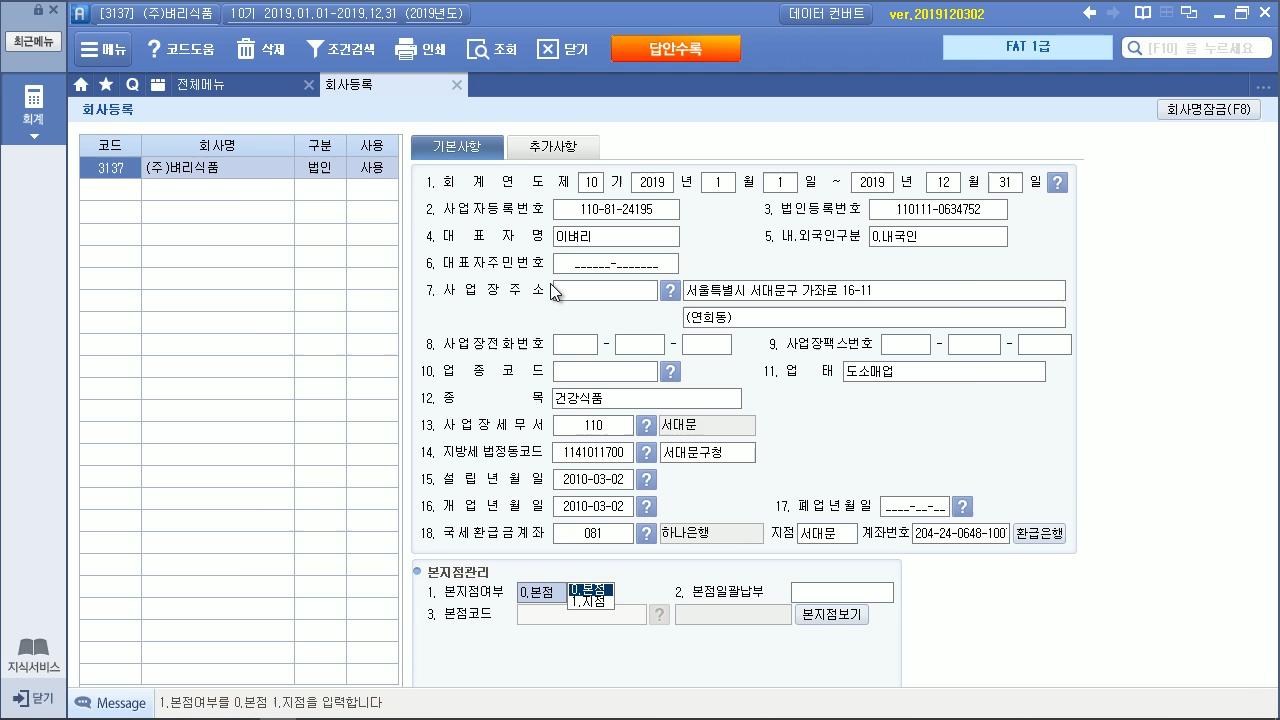 최근메뉴
회계
지식서비스
닫기
[3137] (주)벼리식품 10기 2019.01.01-2019.12.31 (2019년도) 데이터 컨버트 ver.2019120302
메뉴 코드도움 삭제 조건검색 인쇄 조회 닫기 답안수록 FAT 1급 [F10] 을 누르세요
전체메뉴 회사등록
회사등록 회사명잠금(F8)
코드 회사명 구분 사용
3137 (주)벼리식품 법인 사용
기본사항 추가사항
1. 회 계 연 도 제 10 기 2019 년 1 월 1 일 ~ 2019 년 12 월 31 일 ?
2. 사업자등록번호 110-81-24195 3. 법인등록번호 110111-0634752
4. 대 표 자 명 이벼리 5. 내.외국인구분 0.내국인
6. 대표자주민번호 ______-_______
7. 사 업 장 주 소 ? 서울특별시 서대문구 가좌로 16-11
(연희동)
8. 사업장전화번호 - - 9. 사업장팩스번호 - -
10. 업 종 코 드 ? 11. 업 태 도소매업
12. 종 목 건강식품
13. 사 업 장 세 무 서 110 ? 서대문
14. 지방세 법정동코드 1141011700 ? 서대문구청
15. 설 립 년 월 일 2010-03-02 ?
16. 개 업 년 월 일 2010-03-02 ? 17. 폐 업 년 월 일 ____-__-__ ?
18. 국 세 환 급 금 계 좌 081 ? 하나은행 지점 서대문 계좌번호 204-24-0648-100 환급은행
본지점관리
1. 본지점여부 0.본점 0.본점 2. 본점일괄납부
1.지점
3. 본점코드 ? 본지점보기
Message 1.본점여부를 0.본점 1.지점을 입력합니다